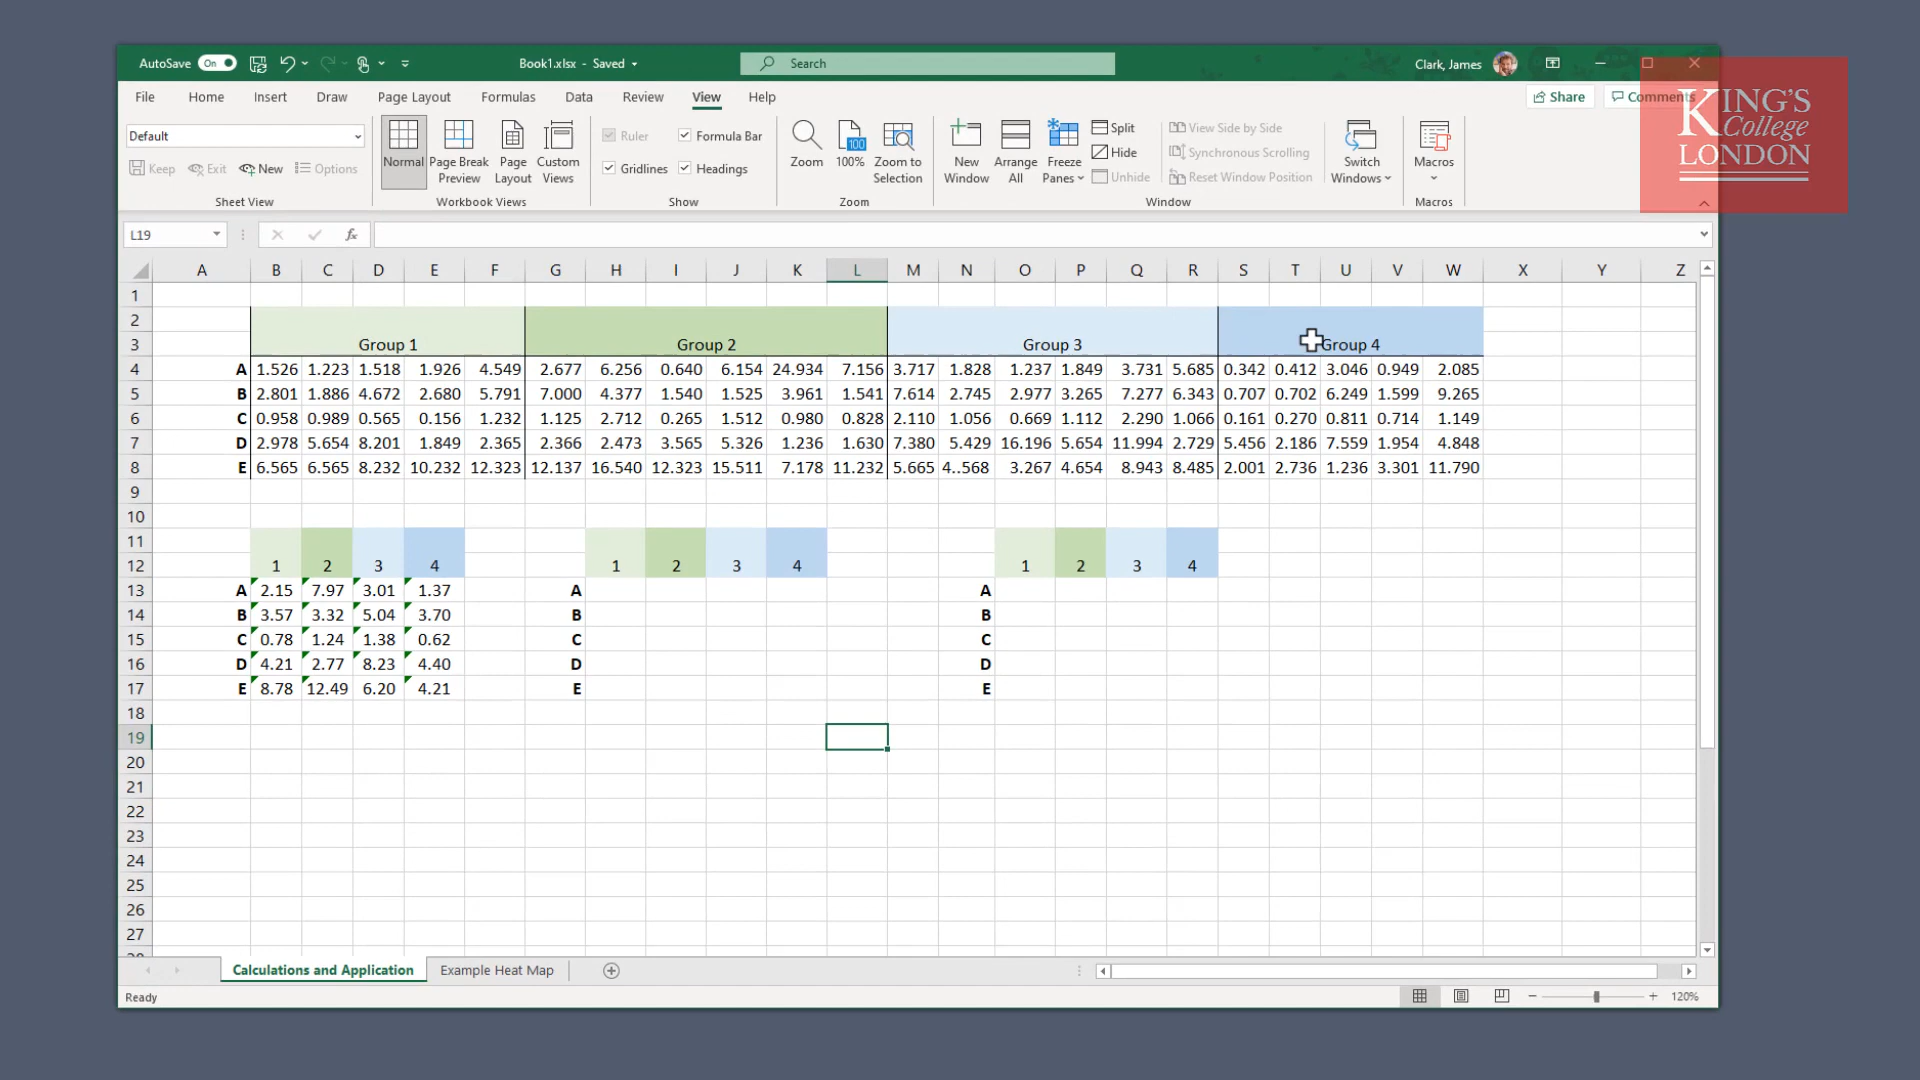 AutoSave On Book1.xlsx - Saved Search Clark, James
File Home Insert Draw Page Layout Formulas Data Review View Help Share Comments
KING'S
College
LONDON
Default
Keep Exit New Options
Sheet View
Normal Page Break Preview Page Layout Custom Views
Workbook Views
Ruler Formula Bar
Gridlines Headings
Show
Zoom 100% Zoom to Selection
Zoom
New Window Arrange All Freeze Panes
Split
Hide
Unhide
View Side by Side
Synchronous Scrolling
Reset Window Position
Switch Windows
Window
Macros
Macros
L19 fx
A B C D E F G H I J K L M N O P Q R S T U V W X Y Z
1
2
3 Group 1 Group 2 Group 3 Group 4
4 A 1.526 1.223 1.518 1.926 4.549 2.677 6.256 0.640 6.154 24.934 7.156 3.717 1.828 1.237 1.849 3.731 5.685 0.342 0.412 3.046 0.949 2.085
5 B 2.801 1.886 4.672 2.680 5.791 7.000 4.377 1.540 1.525 3.961 1.541 7.614 2.745 2.977 3.265 7.277 6.343 0.707 0.702 6.249 1.599 9.265
6 C 0.958 0.989 0.565 0.156 1.232 1.125 2.712 0.265 1.512 0.980 0.828 2.110 1.056 0.669 1.112 2.290 1.066 0.161 0.270 0.811 0.714 1.149
7 D 2.978 5.654 8.201 1.849 2.365 2.366 2.473 3.565 5.326 1.236 1.630 7.380 5.429 16.196 5.654 11.994 2.729 5.456 2.186 7.559 1.954 4.848
8 E 6.565 6.565 8.232 10.232 12.323 12.137 16.540 12.323 15.511 7.178 11.232 5.665 4..568 3.267 4.654 8.943 8.485 2.001 2.736 1.236 3.301 11.790
9
10
11
12 1 2 3 4 1 2 3 4 1 2 3 4
13 A 2.15 7.97 3.01 1.37 A A
14 B 3.57 3.32 5.04 3.70 B B
15 C 0.78 1.24 1.38 0.62 C C
16 D 4.21 2.77 8.23 4.40 D D
17 E 8.78 12.49 6.20 4.21 E E
18
19
20
21
22
23
24
25
26
27
Calculations and Application Example Heat Map
Ready 120%